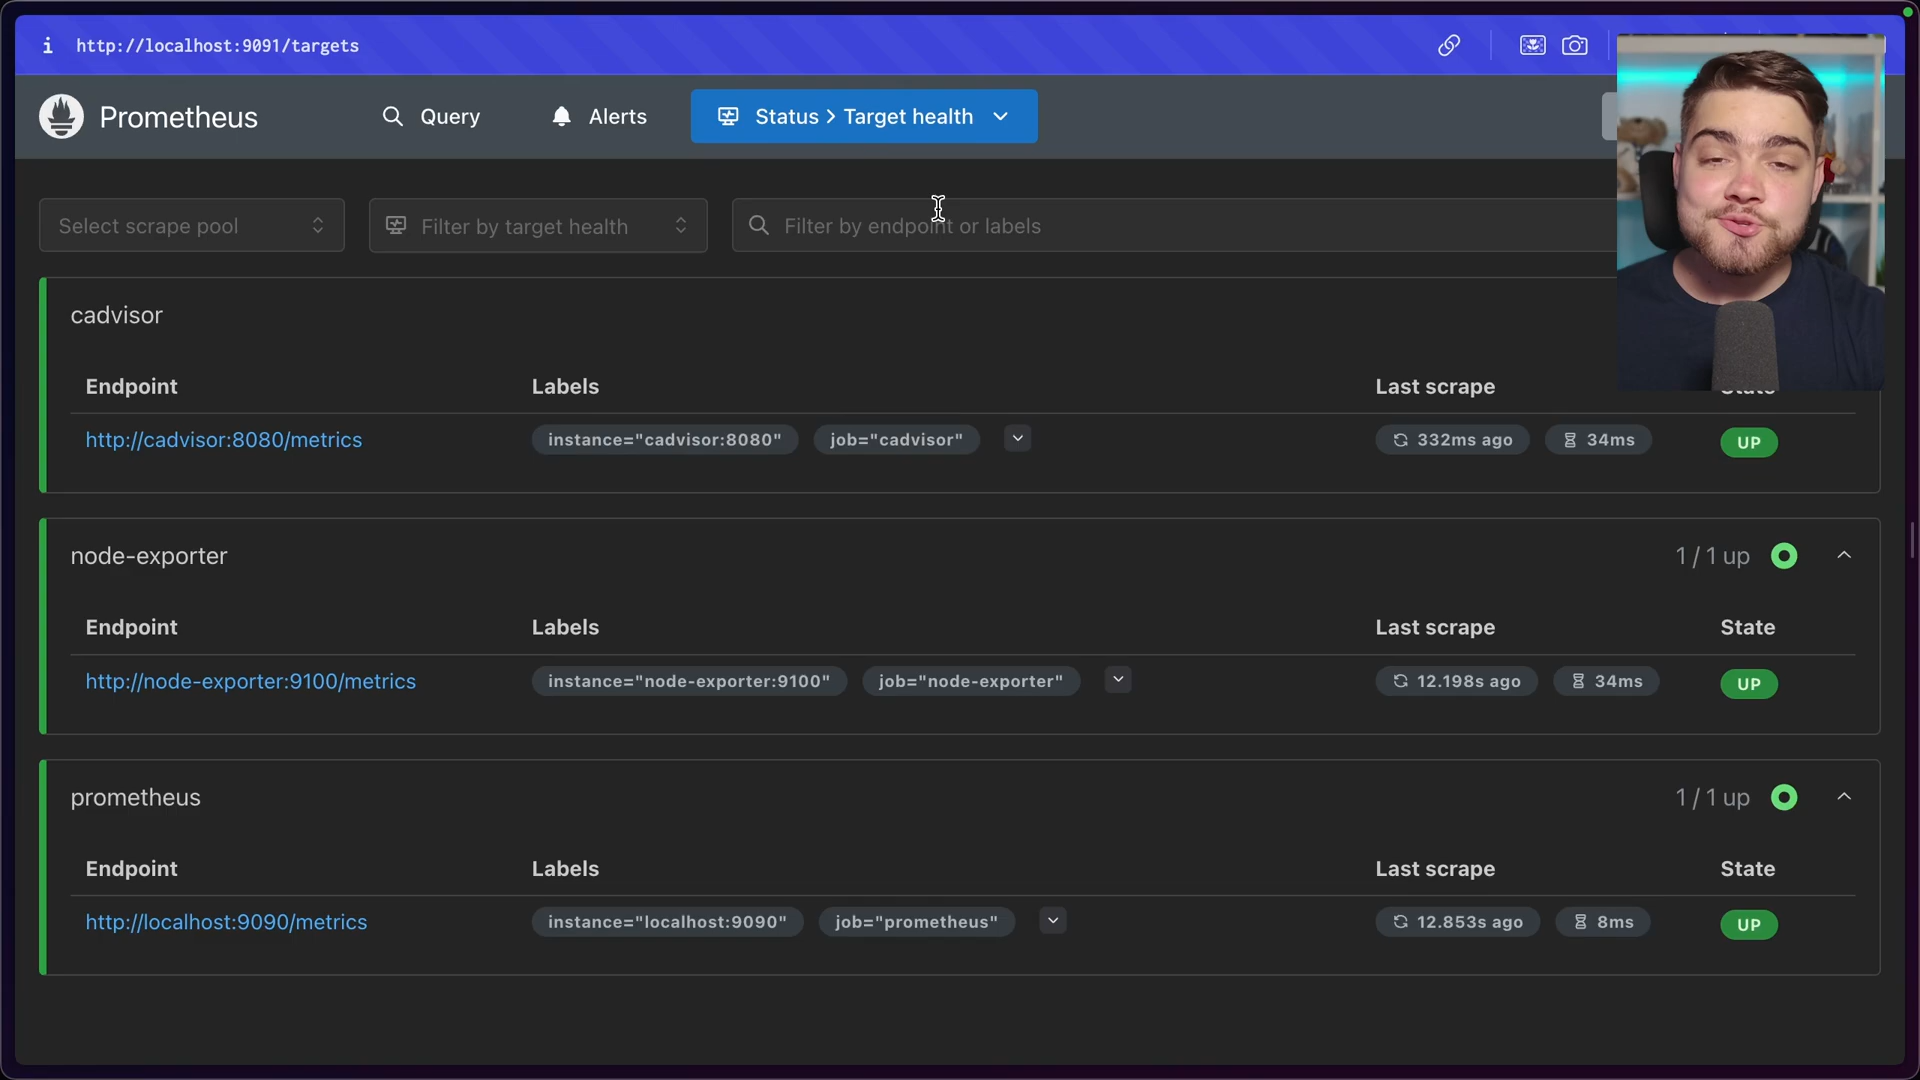 http://localhost:9091/targets
Prometheus
Query
Alerts
Status > Target health
Select scrape pool
Filter by target health
Filter by endpoint or labels
cadvisor
Endpoint Labels Last scrape
http://cadvisor:8080/metrics instance="cadvisor:8080" job="cadvisor" 332ms ago 34ms UP
node-exporter 1 / 1 up
Endpoint Labels Last scrape State
http://node-exporter:9100/metrics instance="node-exporter:9100" job="node-exporter" 12.198s ago 34ms UP
prometheus 1 / 1 up
Endpoint Labels Last scrape State
http://localhost:9090/metrics instance="localhost:9090" job="prometheus" 12.853s ago 8ms UP